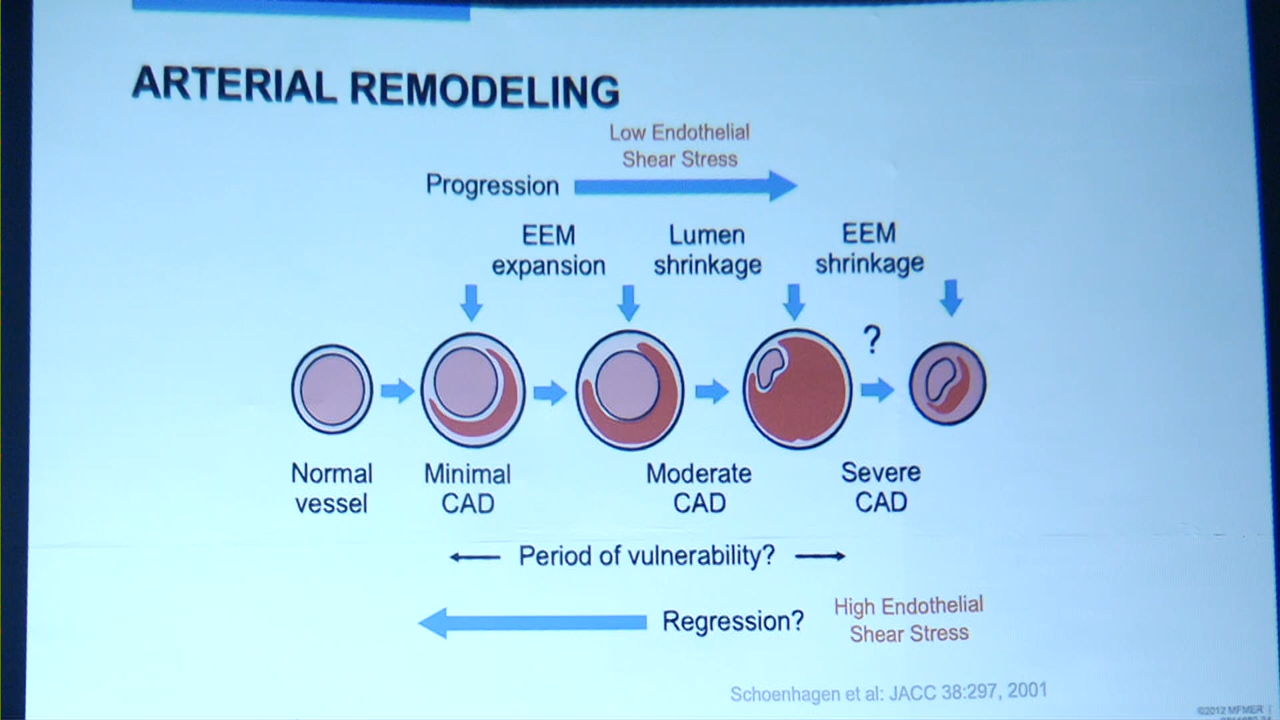 ARTERIAL REMODELING
Low Endothelial
Shear Stress
Progression
EEM
expansion
Lumen
shrinkage
EEM
shrinkage
?
Normal
vessel
Minimal
CAD
Moderate
CAD
Severe
CAD
Period of vulnerability?
Regression?
High Endothelial
Shear Stress
Schoenhagen et al: JACC 38:297, 2001
©2012 MFMER